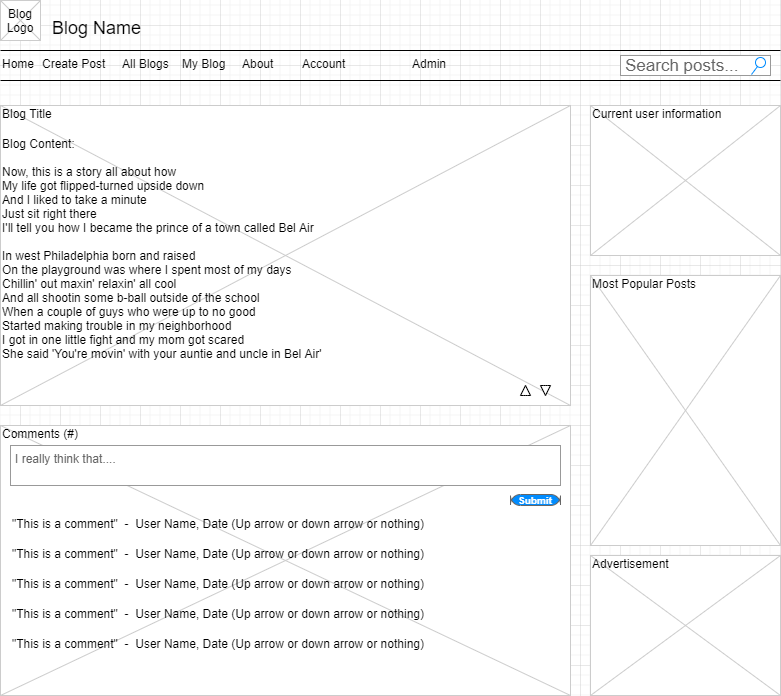 Blog
Logo
Blog Name
Home Create Post All Blogs My Blog About Account Admin Search posts...
Blog Title
Blog Content:
Now, this is a story all about how
My life got flipped-turned upside down
And I liked to take a minute
Just sit right there
I'll tell you how I became the prince of a town called Bel Air
In west Philadelphia born and raised
On the playground was where I spent most of my days
Chillin' out maxin' relaxin' all cool
And all shootin some b-ball outside of the school
When a couple of guys who were up to no good
Started making trouble in my neighborhood
I got in one little fight and my mom got scared
She said 'You're movin' with your auntie and uncle in Bel Air'
Comments (#)
I really think that....
Submit
"This is a comment" - User Name, Date (Up arrow or down arrow or nothing)
"This is a comment" - User Name, Date (Up arrow or down arrow or nothing)
"This is a comment" - User Name, Date (Up arrow or down arrow or nothing)
"This is a comment" - User Name, Date (Up arrow or down arrow or nothing)
"This is a comment" - User Name, Date (Up arrow or down arrow or nothing)
Current user information
Most Popular Posts
Advertisement